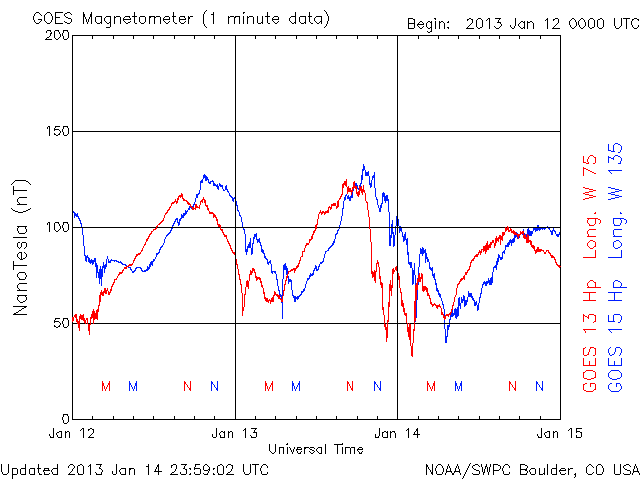 GOES Magnetometer (1 minute data)
Begin: 2013 Jan 12 0000 UTC
200
150
100
50
0
NanoTesla (nT)
M M N N M M N N M M N N
Jan 12 Jan 13 Jan 14 Jan 15
Universal Time
GOES 13 Hp Long. W 75
GOES 15 Hp Long. W 135
Updated 2013 Jan 14 23:59:02 UTC
NOAA/SWPC Boulder, CO USA